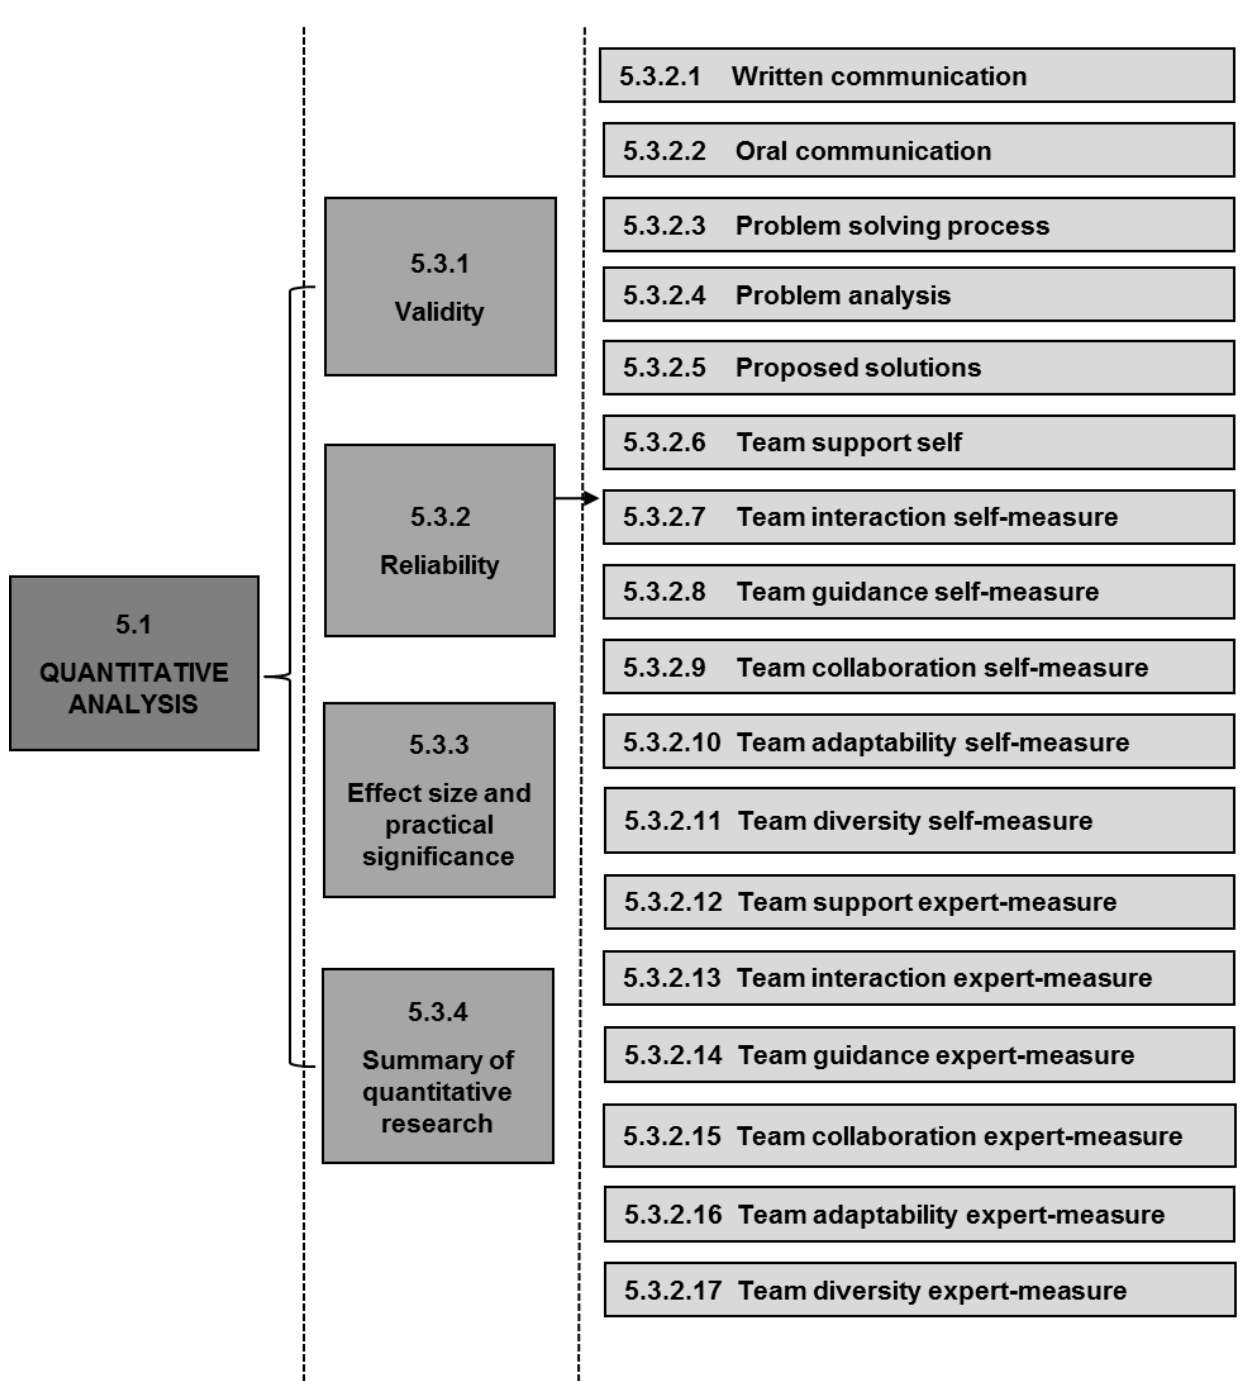 5.1
QUANTITATIVE
ANALYSIS
5.3.1
Validity
5.3.2
Reliability
5.3.3
Effect size and
practical
significance
5.3.4
Summary of
quantitative
research
5.3.2.1 Written communication
5.3.2.2 Oral communication
5.3.2.3 Problem solving process
5.3.2.4 Problem analysis
5.3.2.5 Proposed solutions
5.3.2.6 Team support self
5.3.2.7 Team interaction self-measure
5.3.2.8 Team guidance self-measure
5.3.2.9 Team collaboration self-measure
5.3.2.10 Team adaptability self-measure
5.3.2.11 Team diversity self-measure
5.3.2.12 Team support expert-measure
5.3.2.13 Team interaction expert-measure
5.3.2.14 Team guidance expert-measure
5.3.2.15 Team collaboration expert-measure
5.3.2.16 Team adaptability expert-measure
5.3.2.17 Team diversity expert-measure